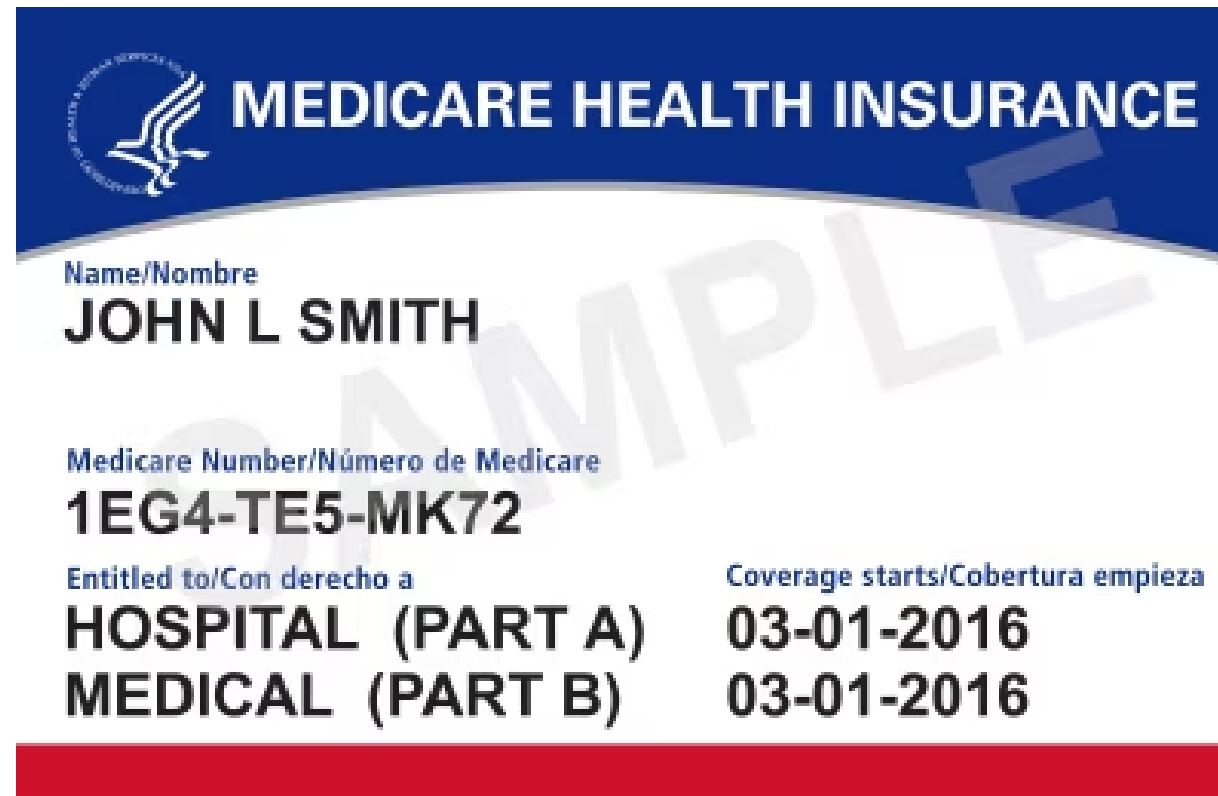 MEDICARE HEALTH INSURANCE
Name/Nombre
JOHN L SMITH
Medicare Number/Número de Medicare
1EG4-TE5-MK72
Entitled to/Con derecho a
Coverage starts/Cobertura empieza
HOSPITAL (PART A) 03-01-2016
MEDICAL (PART B) 03-01-2016
SAMPLE